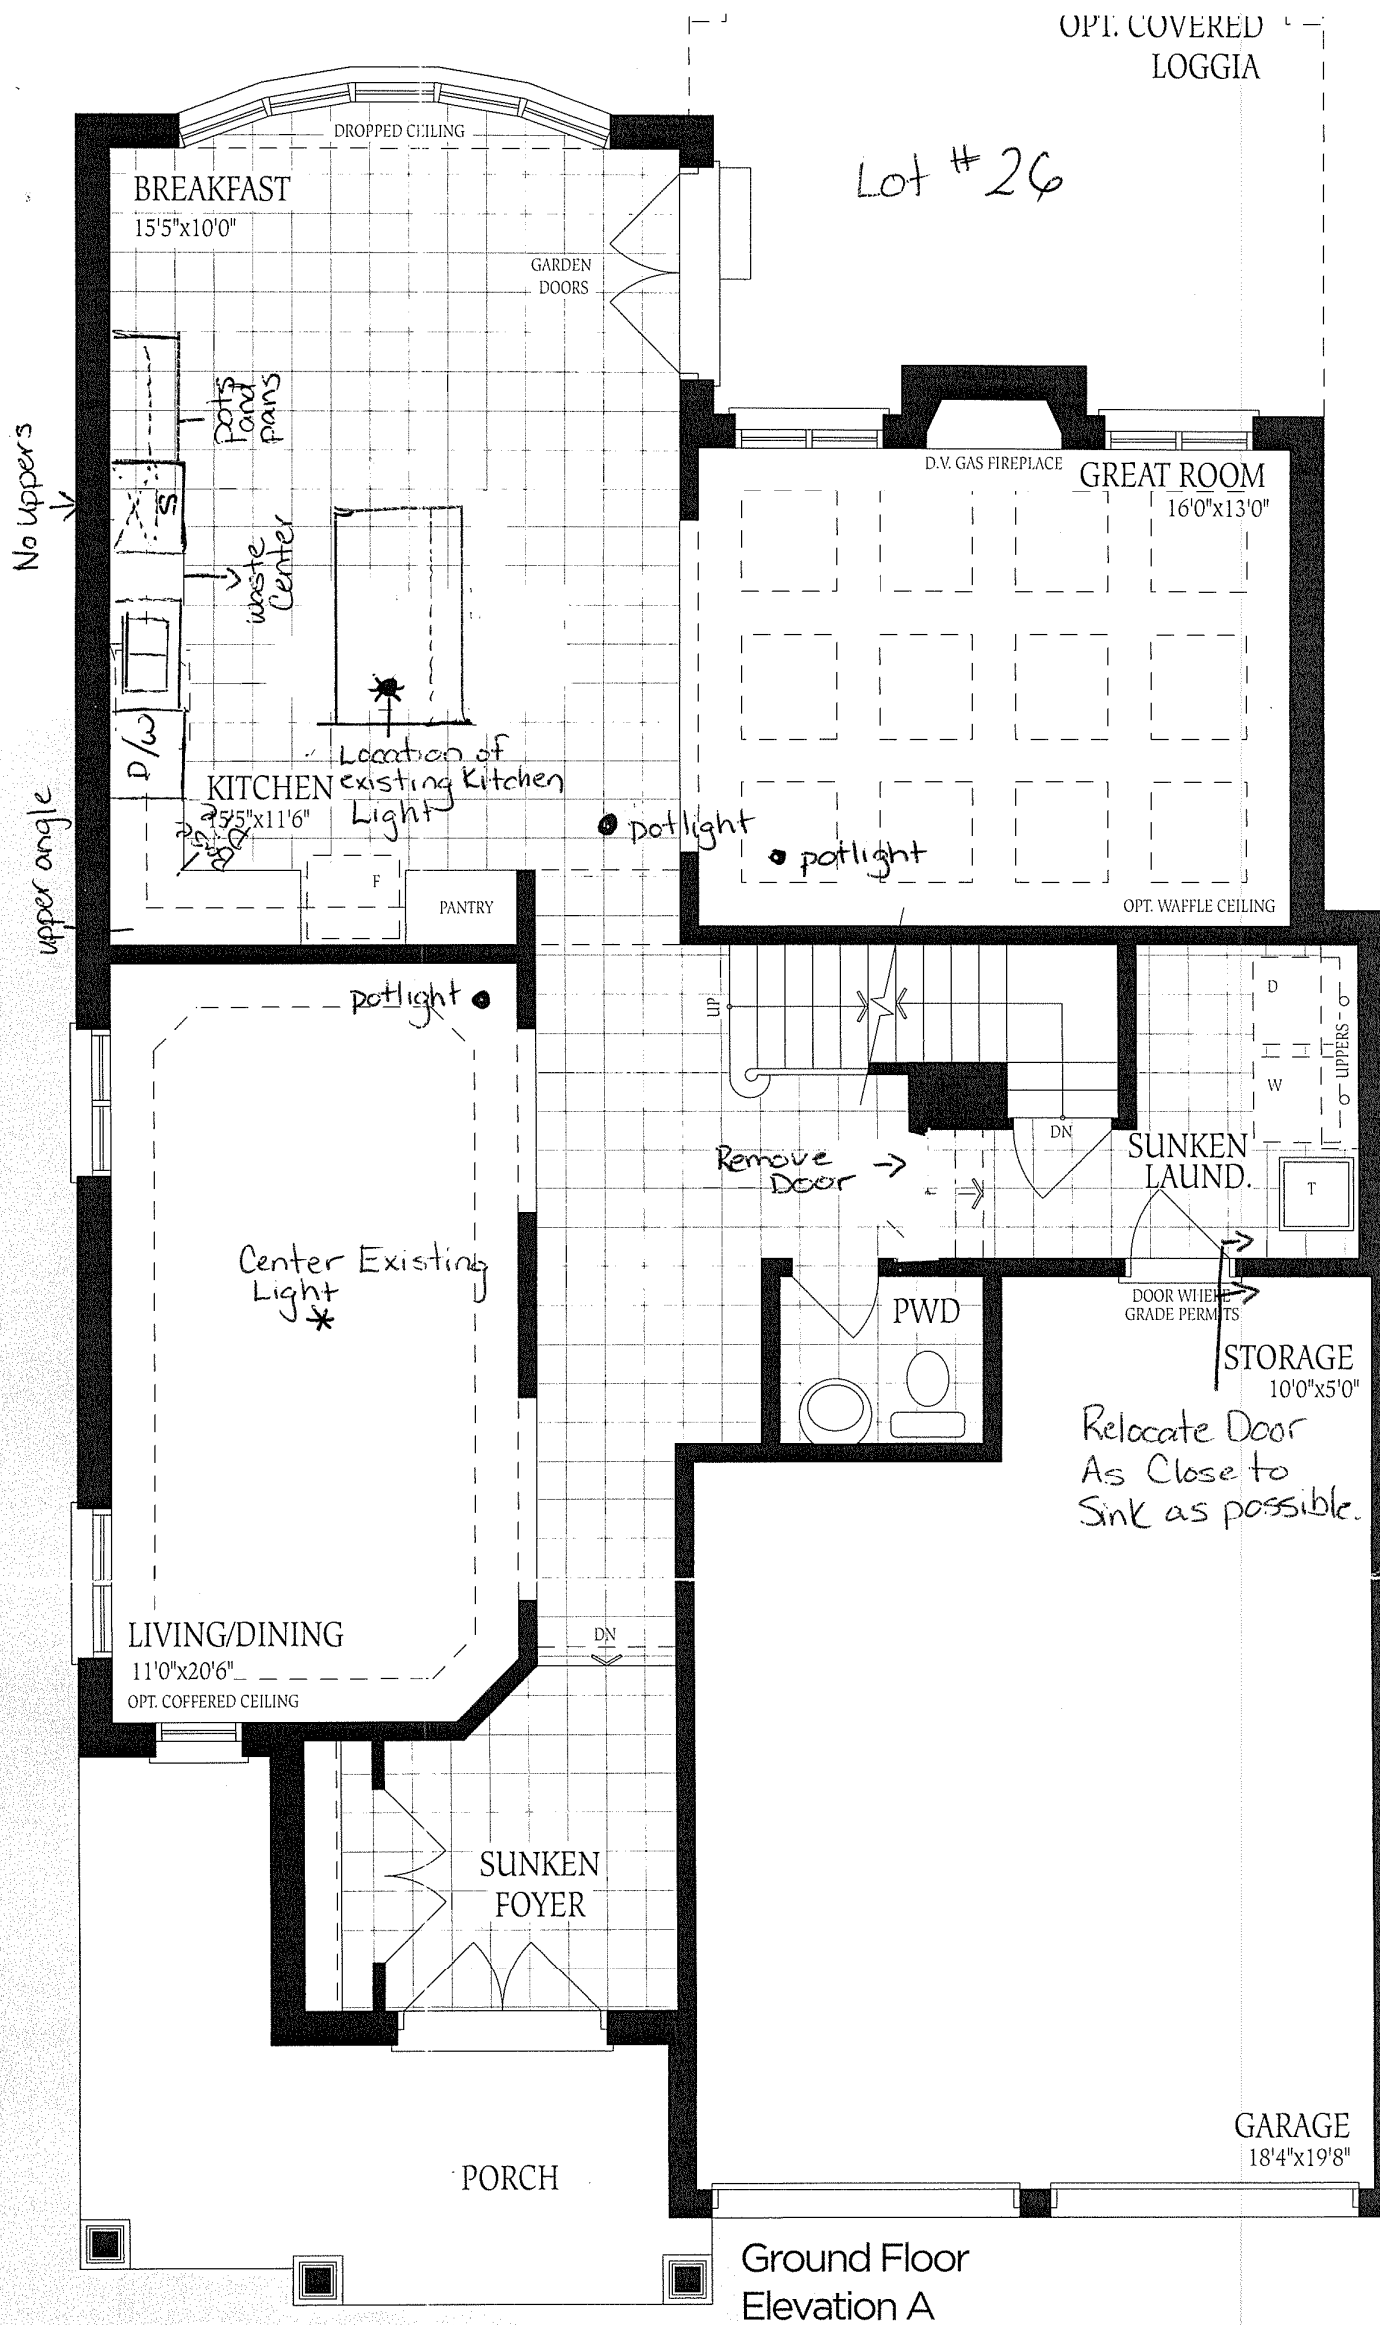 OPT. COVERED
LOGGIA
Lot # 26
DROPPED CEILING
BREAKFAST
15'5"x10'0"
GARDEN
DOORS
pots
and
pans
No uppers
S
waste
Center
D/W
D.V. GAS FIREPLACE
GREAT ROOM
16'0"x13'0"
Location of
existing Kitchen
Light
KITCHEN
15'5"x11'6"
upper angle
potlight
potlight
F
PANTRY
OPT. WAFFLE CEILING
potlight
UP
D
W
UPPERS
DN
SUNKEN
LAUND.
T
Remove
Door
Center Existing
Light
PWD
DOOR WHERE
GRADE PERMITS
STORAGE
10'0"x5'0"
Relocate Door
As Close to
Sink as possible.
LIVING/DINING
11'0"x20'6"
OPT. COFFERED CEILING
DN
SUNKEN
FOYER
PORCH
GARAGE
18'4"x19'8"
Ground Floor
Elevation A